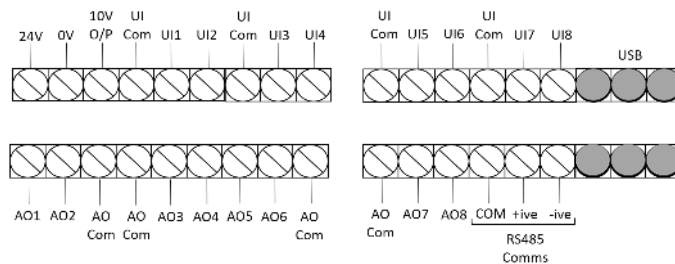 10V UI UI UI UI
24V 0V O/P Com UI1 UI2 Com UI3 UI4 Com UI5 UI6 Com UI7 UI8 USB
AO1 AO2 AO AO AO3 AO4 AO5 AO6 AO AO AO7 AO8 COM +ive -ive
Com Com Com Com RS485
Comms